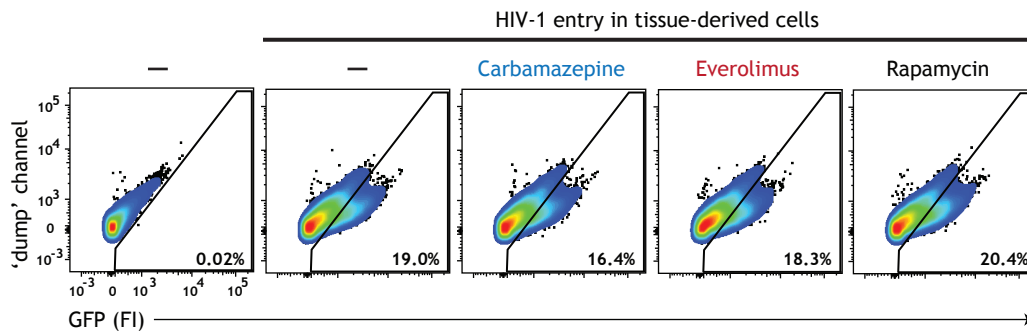 HIV-1 entry in tissue-derived cells
— — Carbamazepine Everolimus Rapamycin
'dump' channel
10^5
10^4
10^3
0
10^-3
0.02% 19.0% 16.4% 18.3% 20.4%
10^-3 0 10^3 10^4 10^5
GFP (FI)